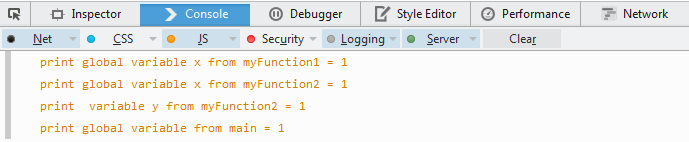 Inspector Console Debugger Style Editor Performance Network
Net CSS JS Security Logging Server Clear
print global variable x from myFunction1 = 1
print global variable x from myFunction2 = 1
print  variable y from myFunction2 = 1
print global variable from main = 1